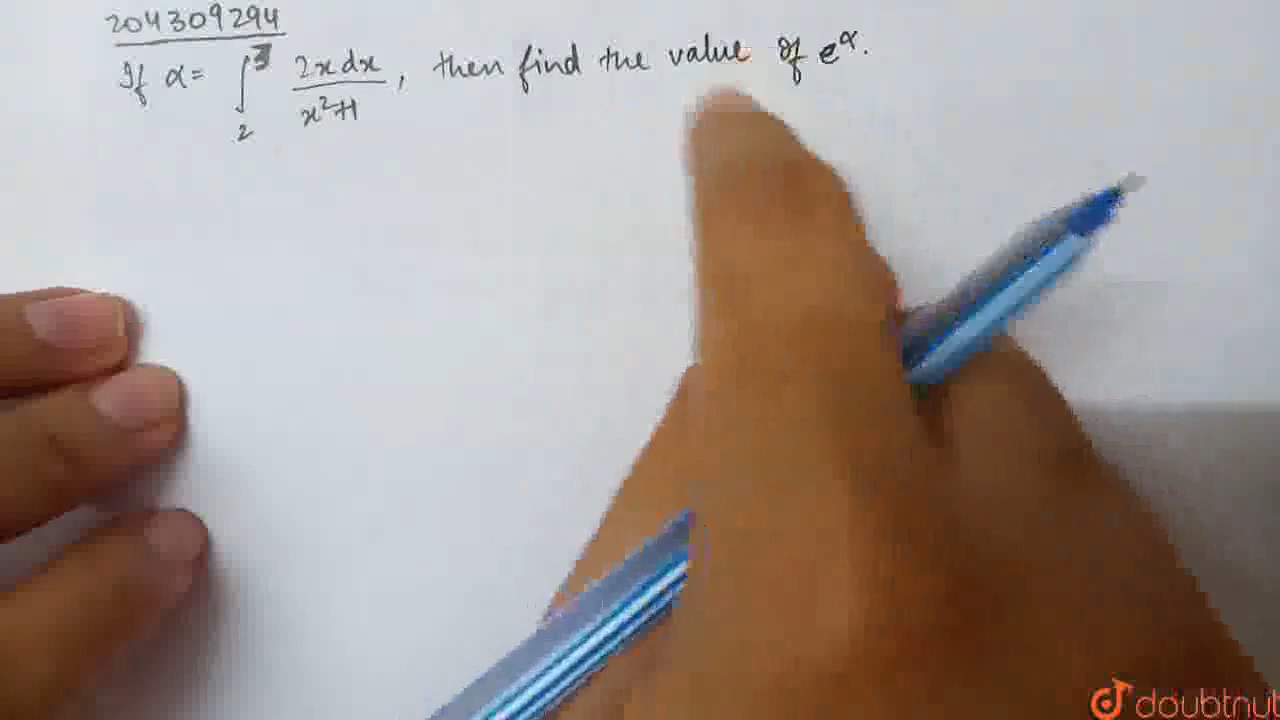 204309294
If α = ∫₂³ 2x dx / x²+1 , then find the value of e^α.
doubtnut